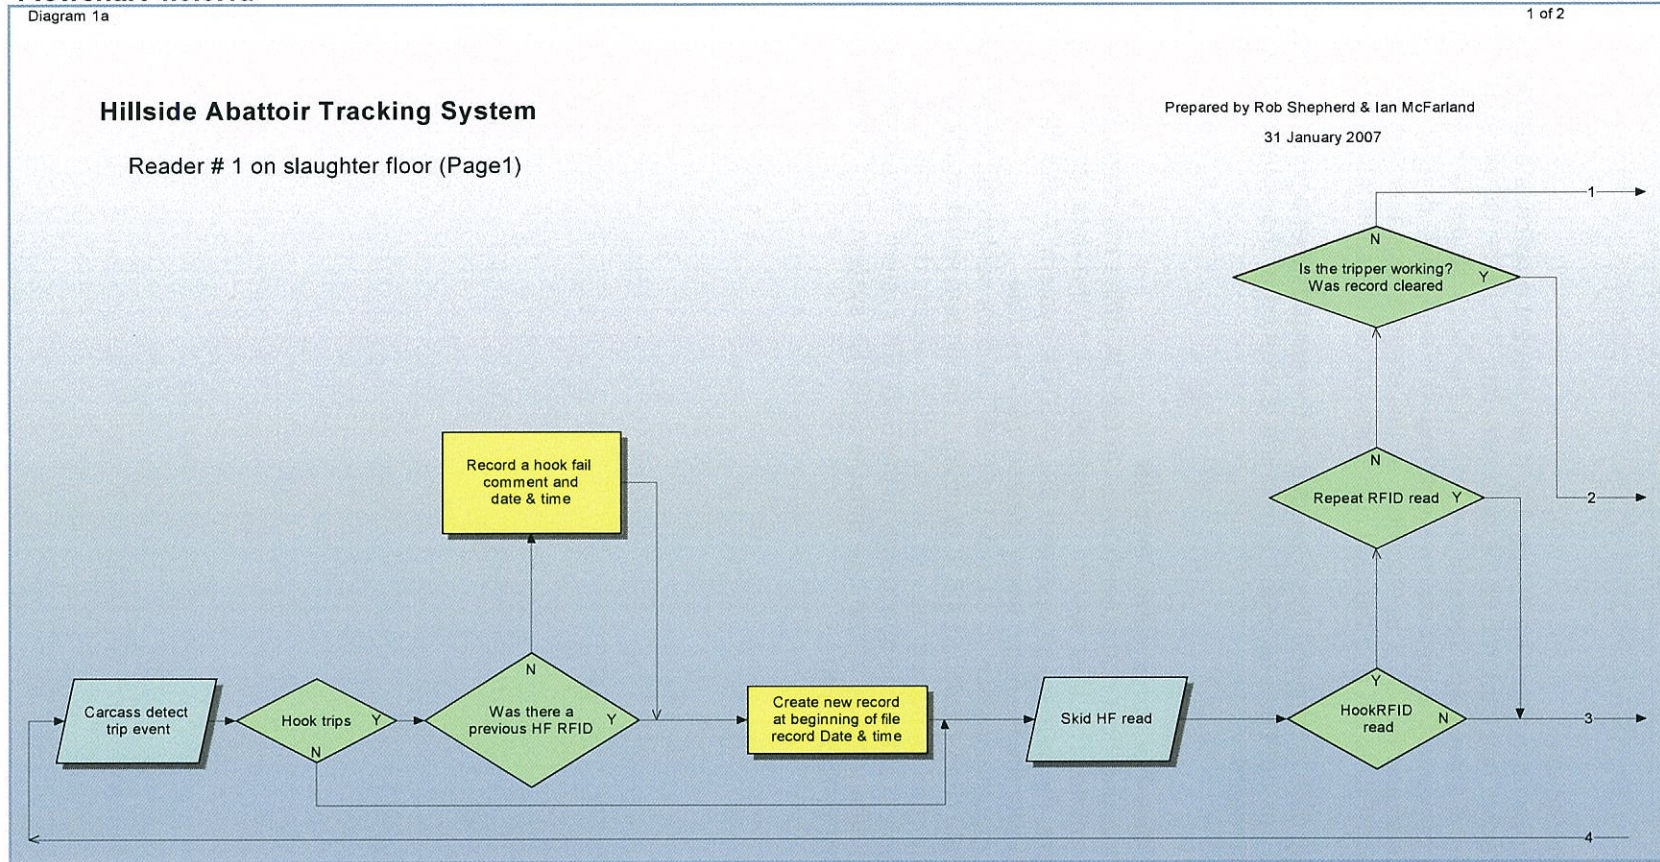 Diagram 1a
1 of 2
Hillside Abattoir Tracking System
Reader # 1 on slaughter floor (Page1)
Prepared by Rob Shepherd & Ian McFarland
31 January 2007
1
N
Is the tripper working?
Was record cleared
Y
Record a hook fail
comment and
date & time
N
Repeat RFID read
Y
2
Carcass detect
trip event
Hook trips
Y
N
N
Was there a
previous HF RFID
Y
Create new record
at beginning of file
record Date & time
Skid HF read
Y
HookRFID
read
N
3
4